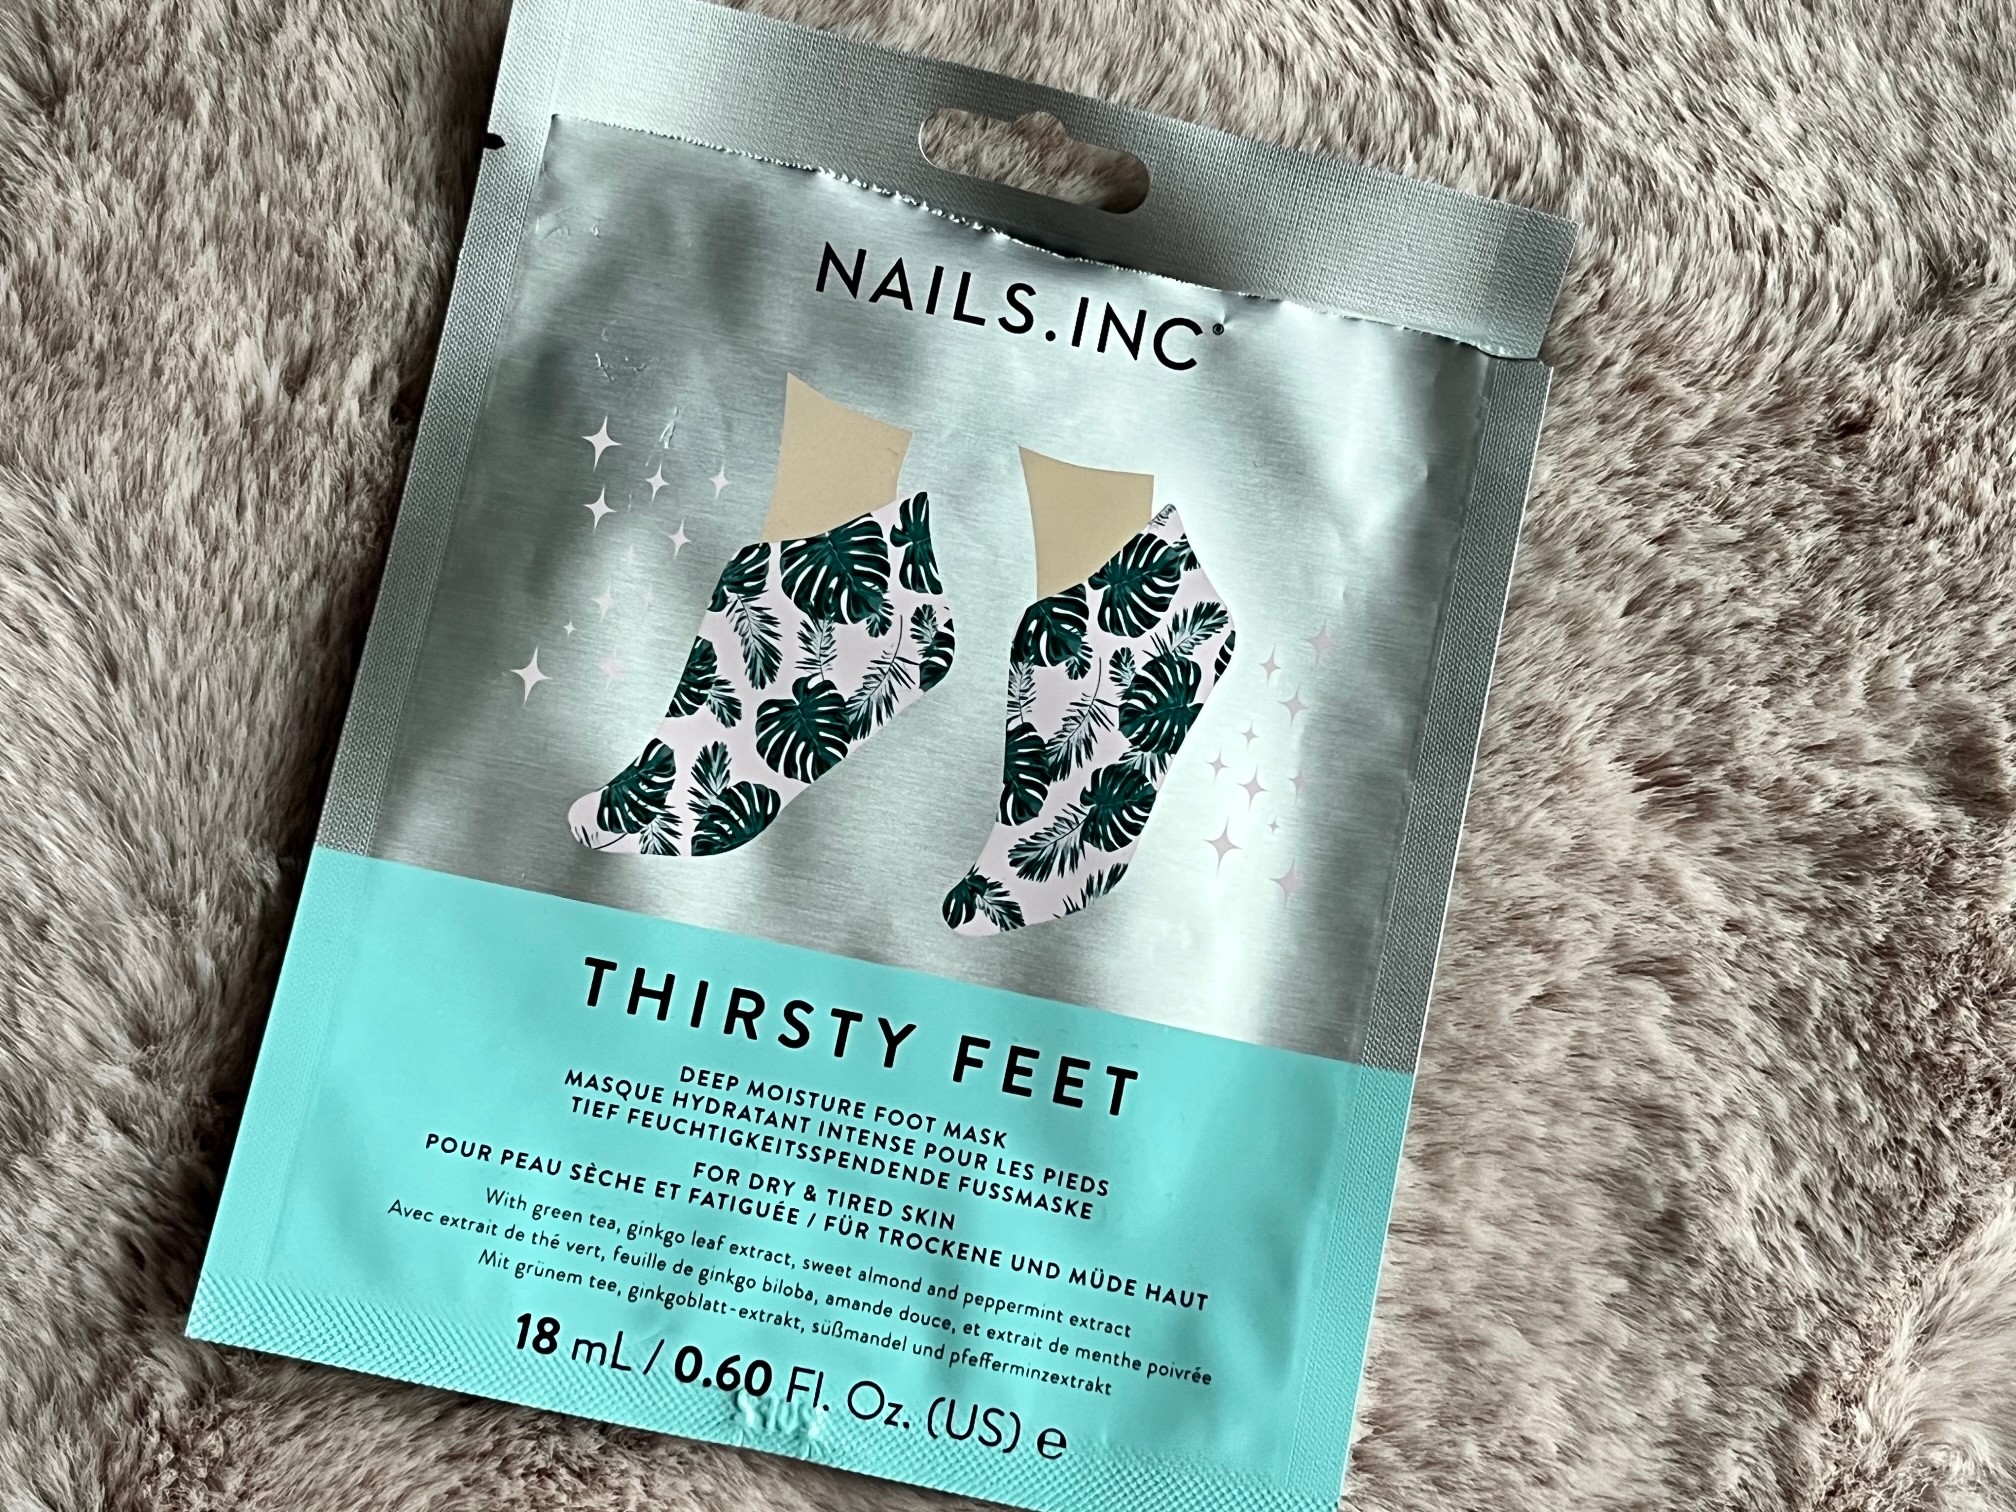 NAILS.INC®
THIRSTY FEET
DEEP MOISTURE FOOT MASK
MASQUE HYDRATANT INTENSE POUR LES PIEDS
TIEF FEUCHTIGKEITSSPENDENDE FUSSMASKE
FOR DRY & TIRED SKIN
POUR PEAU SÈCHE ET FATIGUÉE / FÜR TROCKENE UND MÜDE HAUT
With green tea, ginkgo leaf extract, sweet almond and peppermint extract
Avec extrait de thé vert, feuille de ginkgo biloba, amande douce, et extrait de menthe poivrée
Mit grünem tee, ginkgoblatt-extrakt, süßmandel und pfefferminzextrakt
18 mL / 0.60 Fl. Oz. (US) e